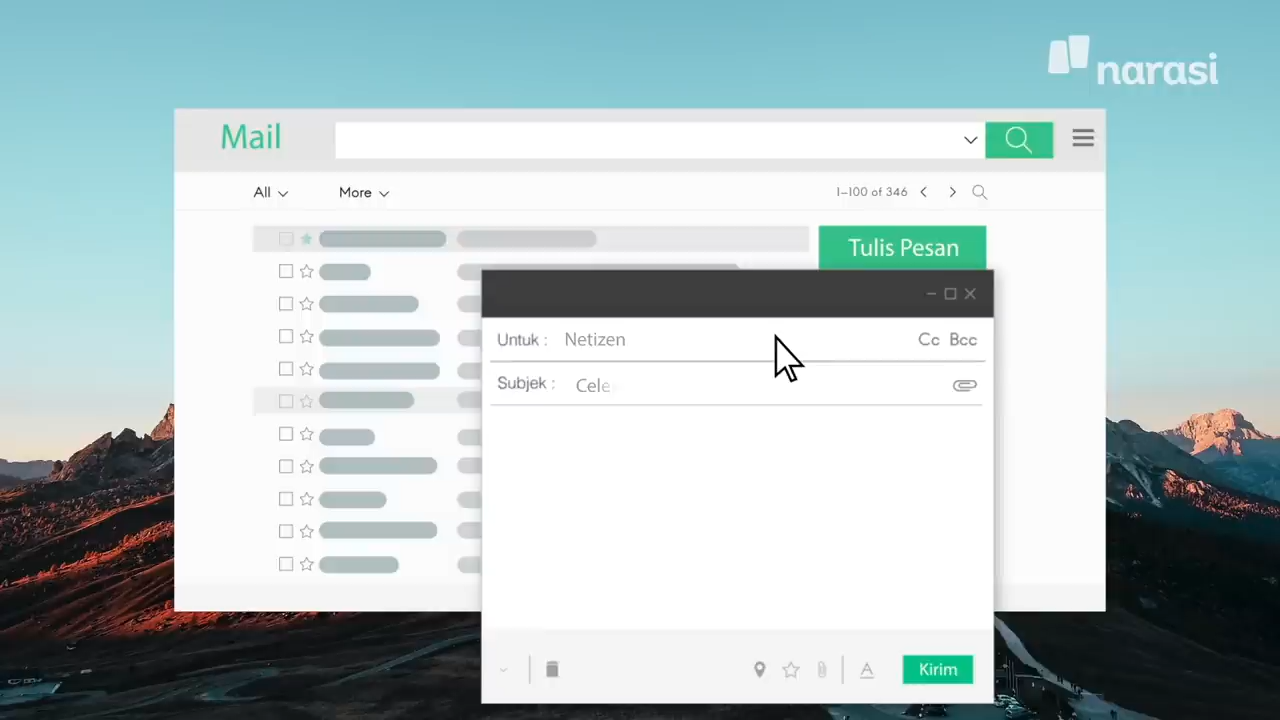 narasi
Mail
All
More
1-100 of 346
Tulis Pesan
Untuk : Netizen
Cc Bcc
Subjek : Cele
A
Kirim